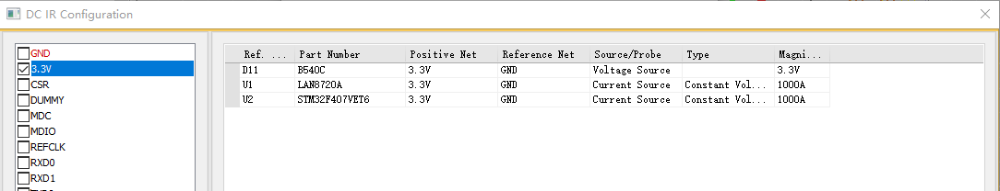 DC IR Configuration
GND
3.3V
CSR
DUMMY
MDC
MDIO
REFCLK
RXD0
RXD1
Ref. ... Part Number Positive Net Reference Net Source/Probe Type Magni...
D11 B540C 3.3V GND Voltage Source 3.3V
U1 LAN8720A 3.3V GND Current Source Constant Vol... 1000A
U2 STM32F407VET6 3.3V GND Current Source Constant Vol... 1000A